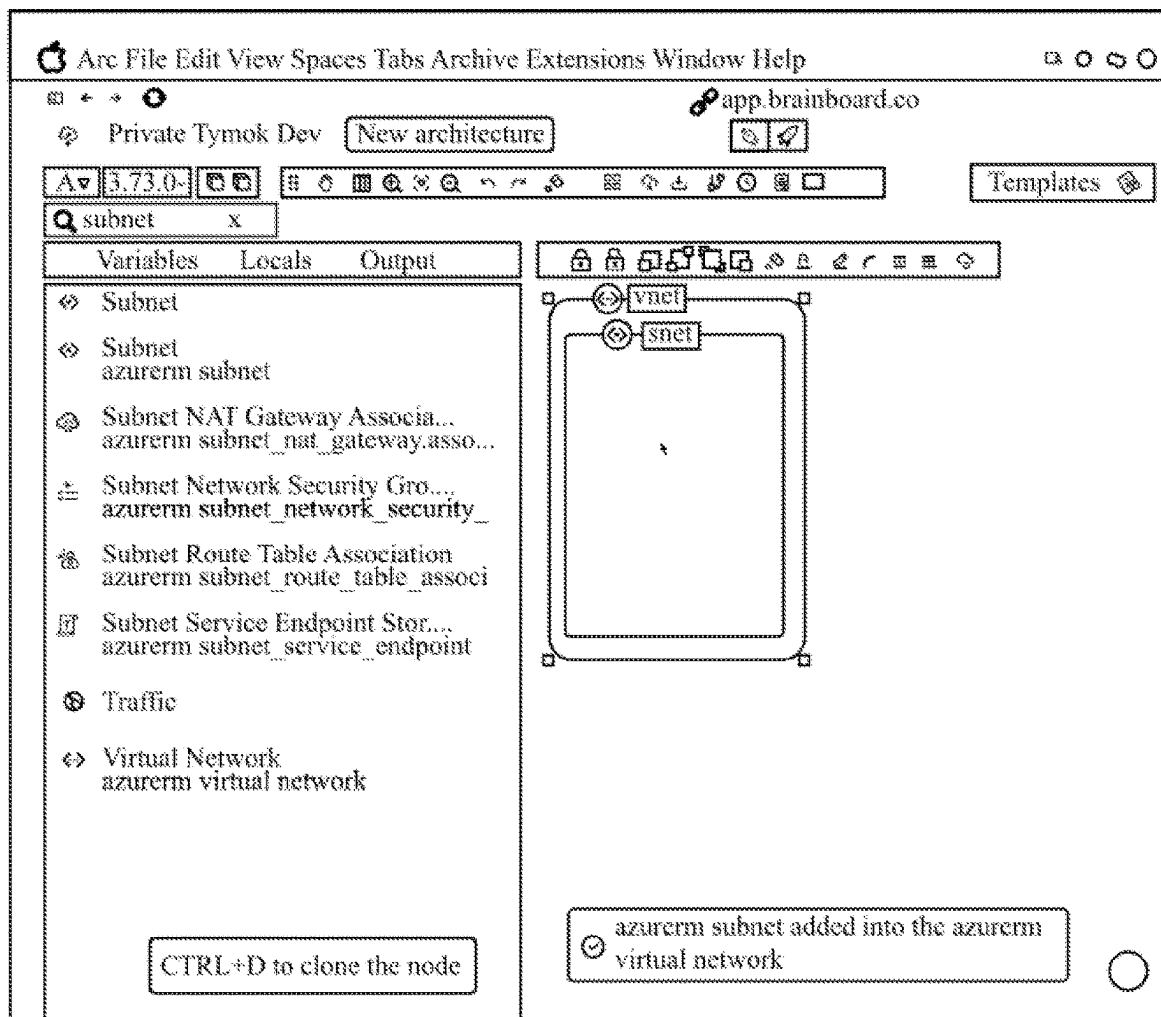 Arc File Edit View Spaces Tabs Archive Extensions Window Help
app.brainboard.co
Private Tymok Dev New architecture
A 3.73.0- Templates
subnet x
Variables Locals Output
Subnet
Subnet
azurerm subnet
Subnet NAT Gateway Associa...
azurerm subnet_nat_gateway.asso...
Subnet Network Security Gro....
azurerm subnet_network_security_
Subnet Route Table Association
azurerm subnet_route_table_associ
Subnet Service Endpoint Stor....
azurerm subnet_service_endpoint
Traffic
Virtual Network
azurerm virtual network
CTRL+D to clone the node
vnet
snet
azurerm subnet added into the azurerm
virtual network